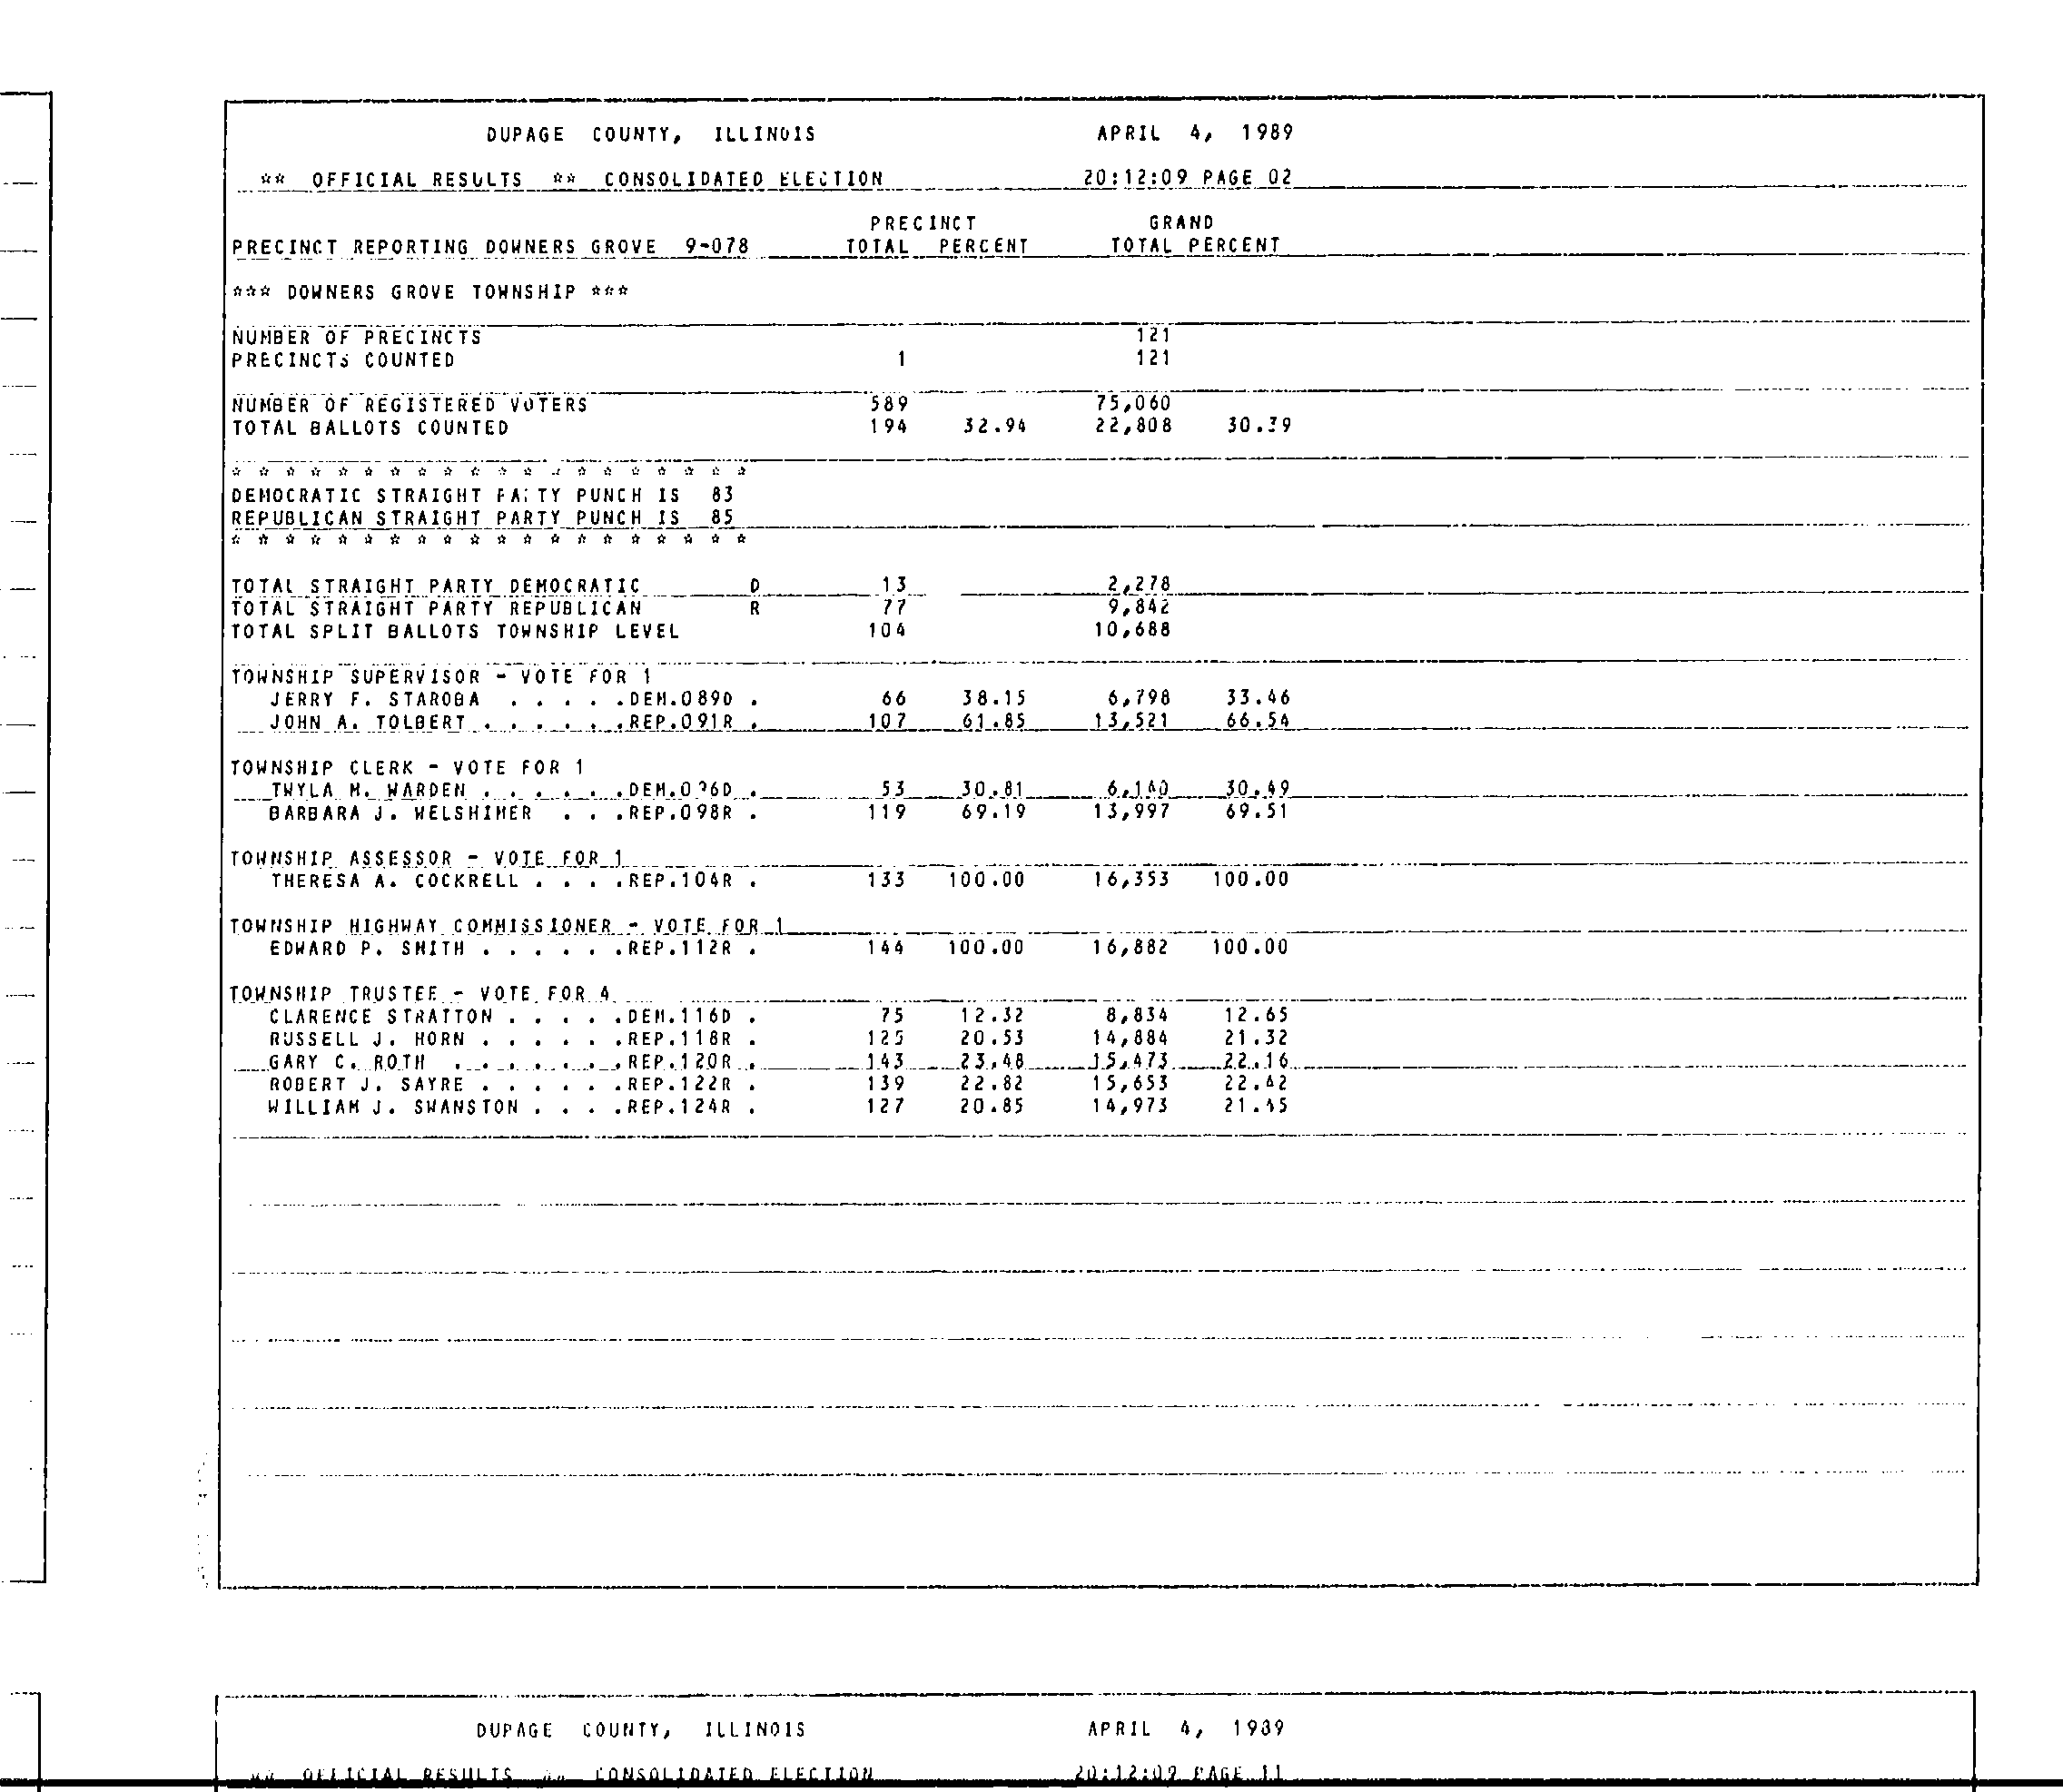 DUPAGE COUNTY, ILLINOIS APRIL 4, 1989
** OFFICIAL RESULTS ** CONSOLIDATED ELECTION 20:12:09 PAGE 02
PRECINCT GRAND
PRECINCT REPORTING DOWNERS GROVE 9-078 TOTAL PERCENT TOTAL PERCENT
*** DOWNERS GROVE TOWNSHIP ***
NUMBER OF PRECINCTS 121
PRECINCTS COUNTED 1 121
NUMBER OF REGISTERED VOTERS 589 75,060
TOTAL BALLOTS COUNTED 194 32.94 22,808 30.39
* * * * * * * * * * * * * * * * * * * *
DEMOCRATIC STRAIGHT PARTY PUNCH IS 83
REPUBLICAN STRAIGHT PARTY PUNCH IS 85
* * * * * * * * * * * * * * * * * * * *
TOTAL STRAIGHT PARTY DEMOCRATIC D 13 2,278
TOTAL STRAIGHT PARTY REPUBLICAN R 77 9,842
TOTAL SPLIT BALLOTS TOWNSHIP LEVEL 104 10,688
TOWNSHIP SUPERVISOR - VOTE FOR 1
JERRY F. STAROBA . . . . .DEM.089D . 66 38.15 6,798 33.46
JOHN A. TOLBERT . . . . . .REP.091R . 107 61.85 13,521 66.54
TOWNSHIP CLERK - VOTE FOR 1
TWYLA M. WARDEN . . . . . .DEM.096D . 53 30.81 6,140 30.49
BARBARA J. WELSHIMER . . .REP.098R . 119 69.19 13,997 69.51
TOWNSHIP ASSESSOR - VOTE FOR 1
THERESA A. COCKRELL . . . .REP.104R . 133 100.00 16,353 100.00
TOWNSHIP HIGHWAY COMMISSIONER - VOTE FOR 1
EDWARD P. SMITH . . . . . .REP.112R . 144 100.00 16,882 100.00
TOWNSHIP TRUSTEE - VOTE FOR 4
CLARENCE STRATTON . . . . .DEM.116D . 75 12.32 8,834 12.65
RUSSELL J. HORN . . . . . .REP.118R . 125 20.53 14,884 21.32
GARY C. ROTH . . . . . . .REP.120R . 143 23.48 15,473 22.16
ROBERT J. SAYRE . . . . . .REP.122R . 139 22.82 15,653 22.42
WILLIAM J. SWANSTON . . . .REP.124R . 127 20.85 14,973 21.45
DUPAGE COUNTY, ILLINOIS APRIL 4, 1989
** OFFICIAL RESULTS ** CONSOLIDATED ELECTION 20:12:09 PAGE 11